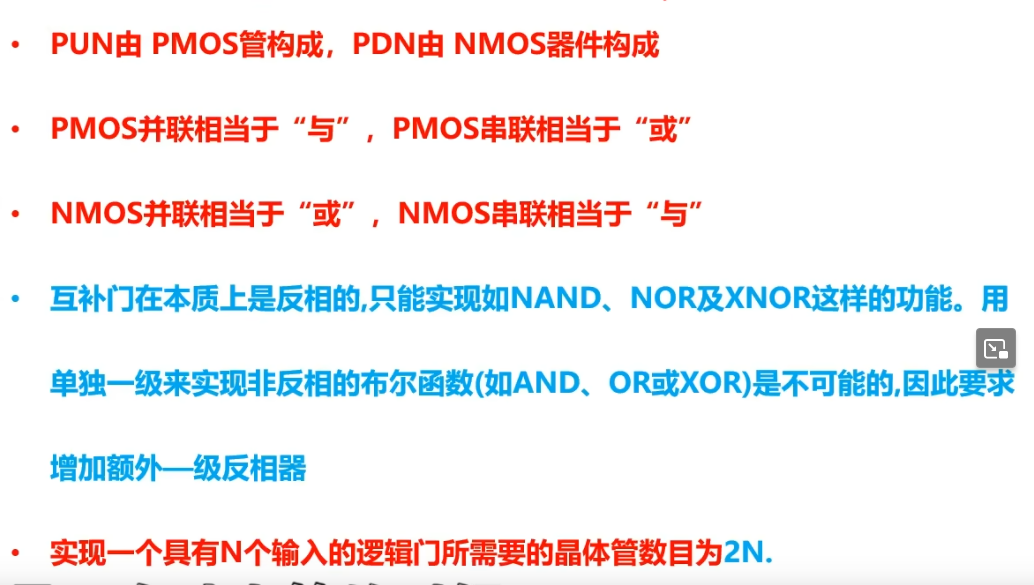 • PUN由 PMOS管构成，PDN由 NMOS器件构成
• PMOS并联相当于“与”，PMOS串联相当于“或”
• NMOS并联相当于“或”，NMOS串联相当于“与”
• 互补门在本质上是反相的,只能实现如NAND、NOR及XNOR这样的功能。用
单独一级来实现非反相的布尔函数(如AND、OR或XOR)是不可能的,因此要求
增加额外—级反相器
• 实现一个具有N个输入的逻辑门所需要的晶体管数目为2N.